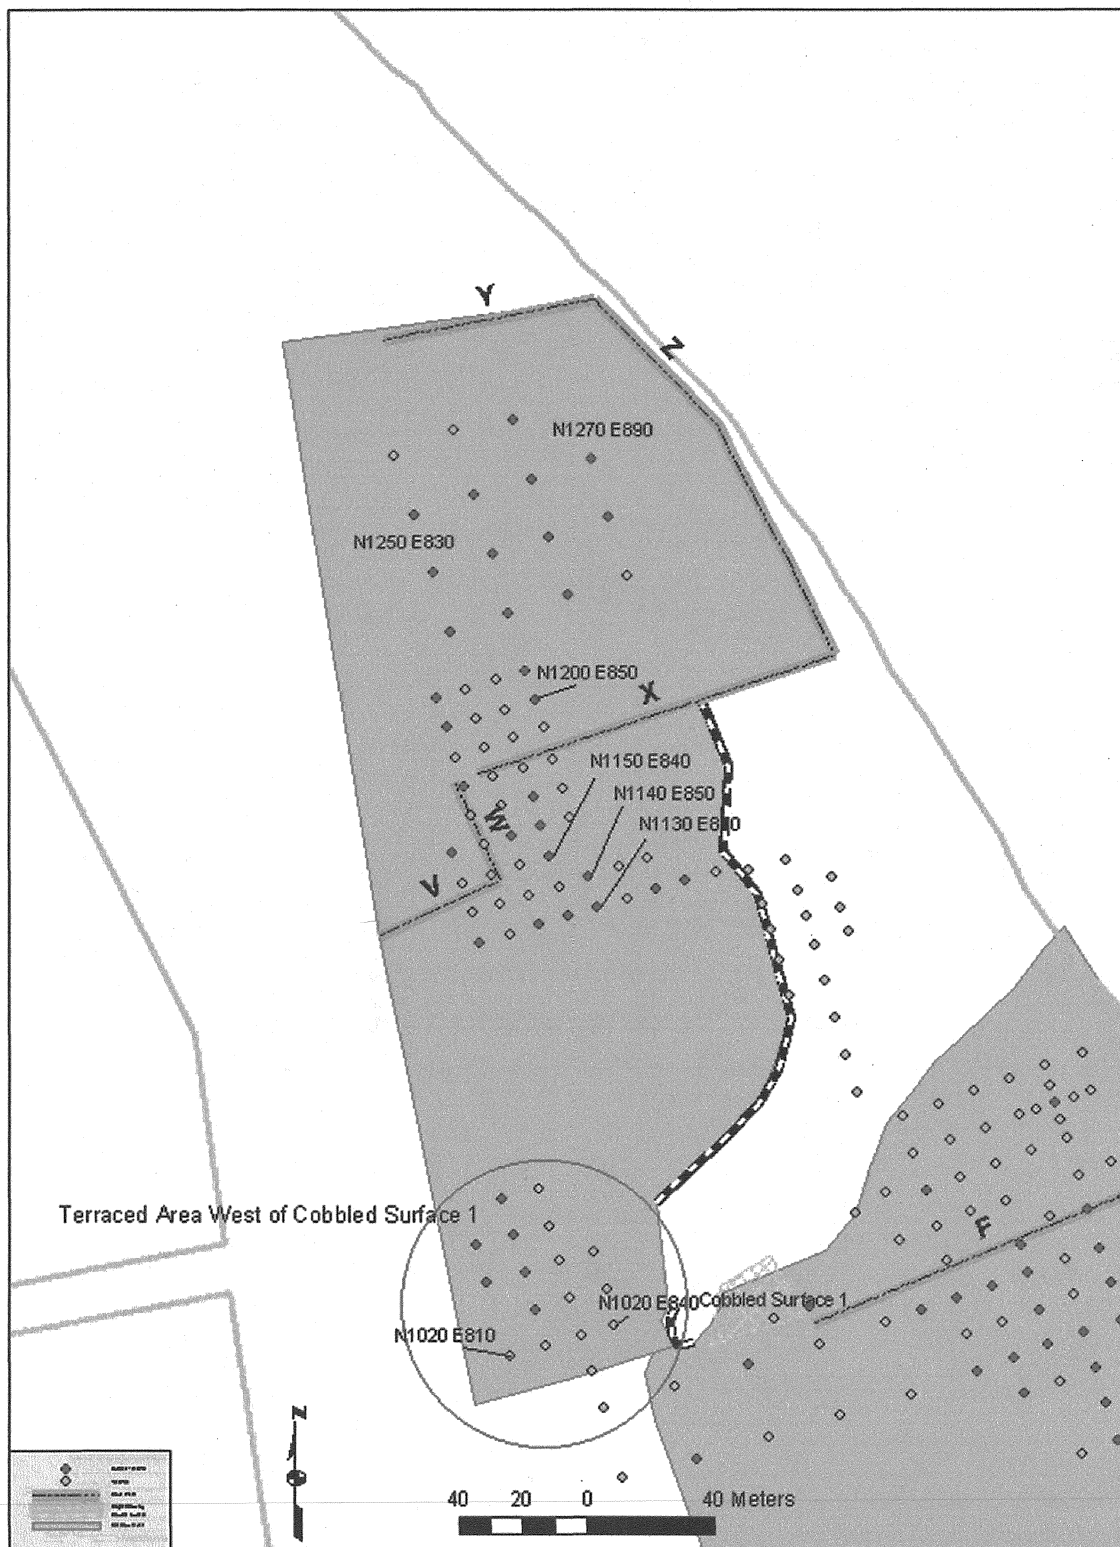 Y
Z
N1270 E890
N1250 E830
N1200 E850
X
N1150 E840
N1140 E850
W
V
Terraced Area West of Cobbled Surface 1
F
N1020 E840
Cobbled Surface 1
N1020 E810
N
40 20 0 40 Meters